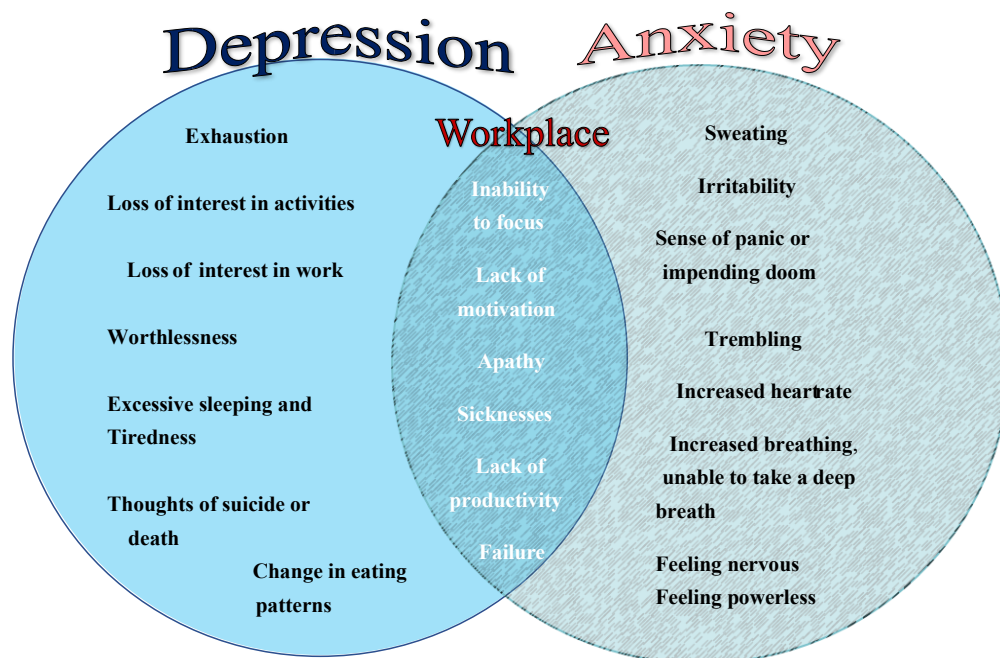 Depression
Anxiety
Workplace
Exhaustion
Loss of interest in activities
Loss of interest in work
Worthlessness
Excessive sleeping and
Tiredness
Thoughts of suicide or
death
Change in eating
patterns
Inability
to focus
Lack of
motivation
Apathy
Sicknesses
Lack of
productivity
Failure
Sweating
Irritability
Sense of panic or
impending doom
Trembling
Increased heartrate
Increased breathing,
unable to take a deep
breath
Feeling nervous
Feeling powerless